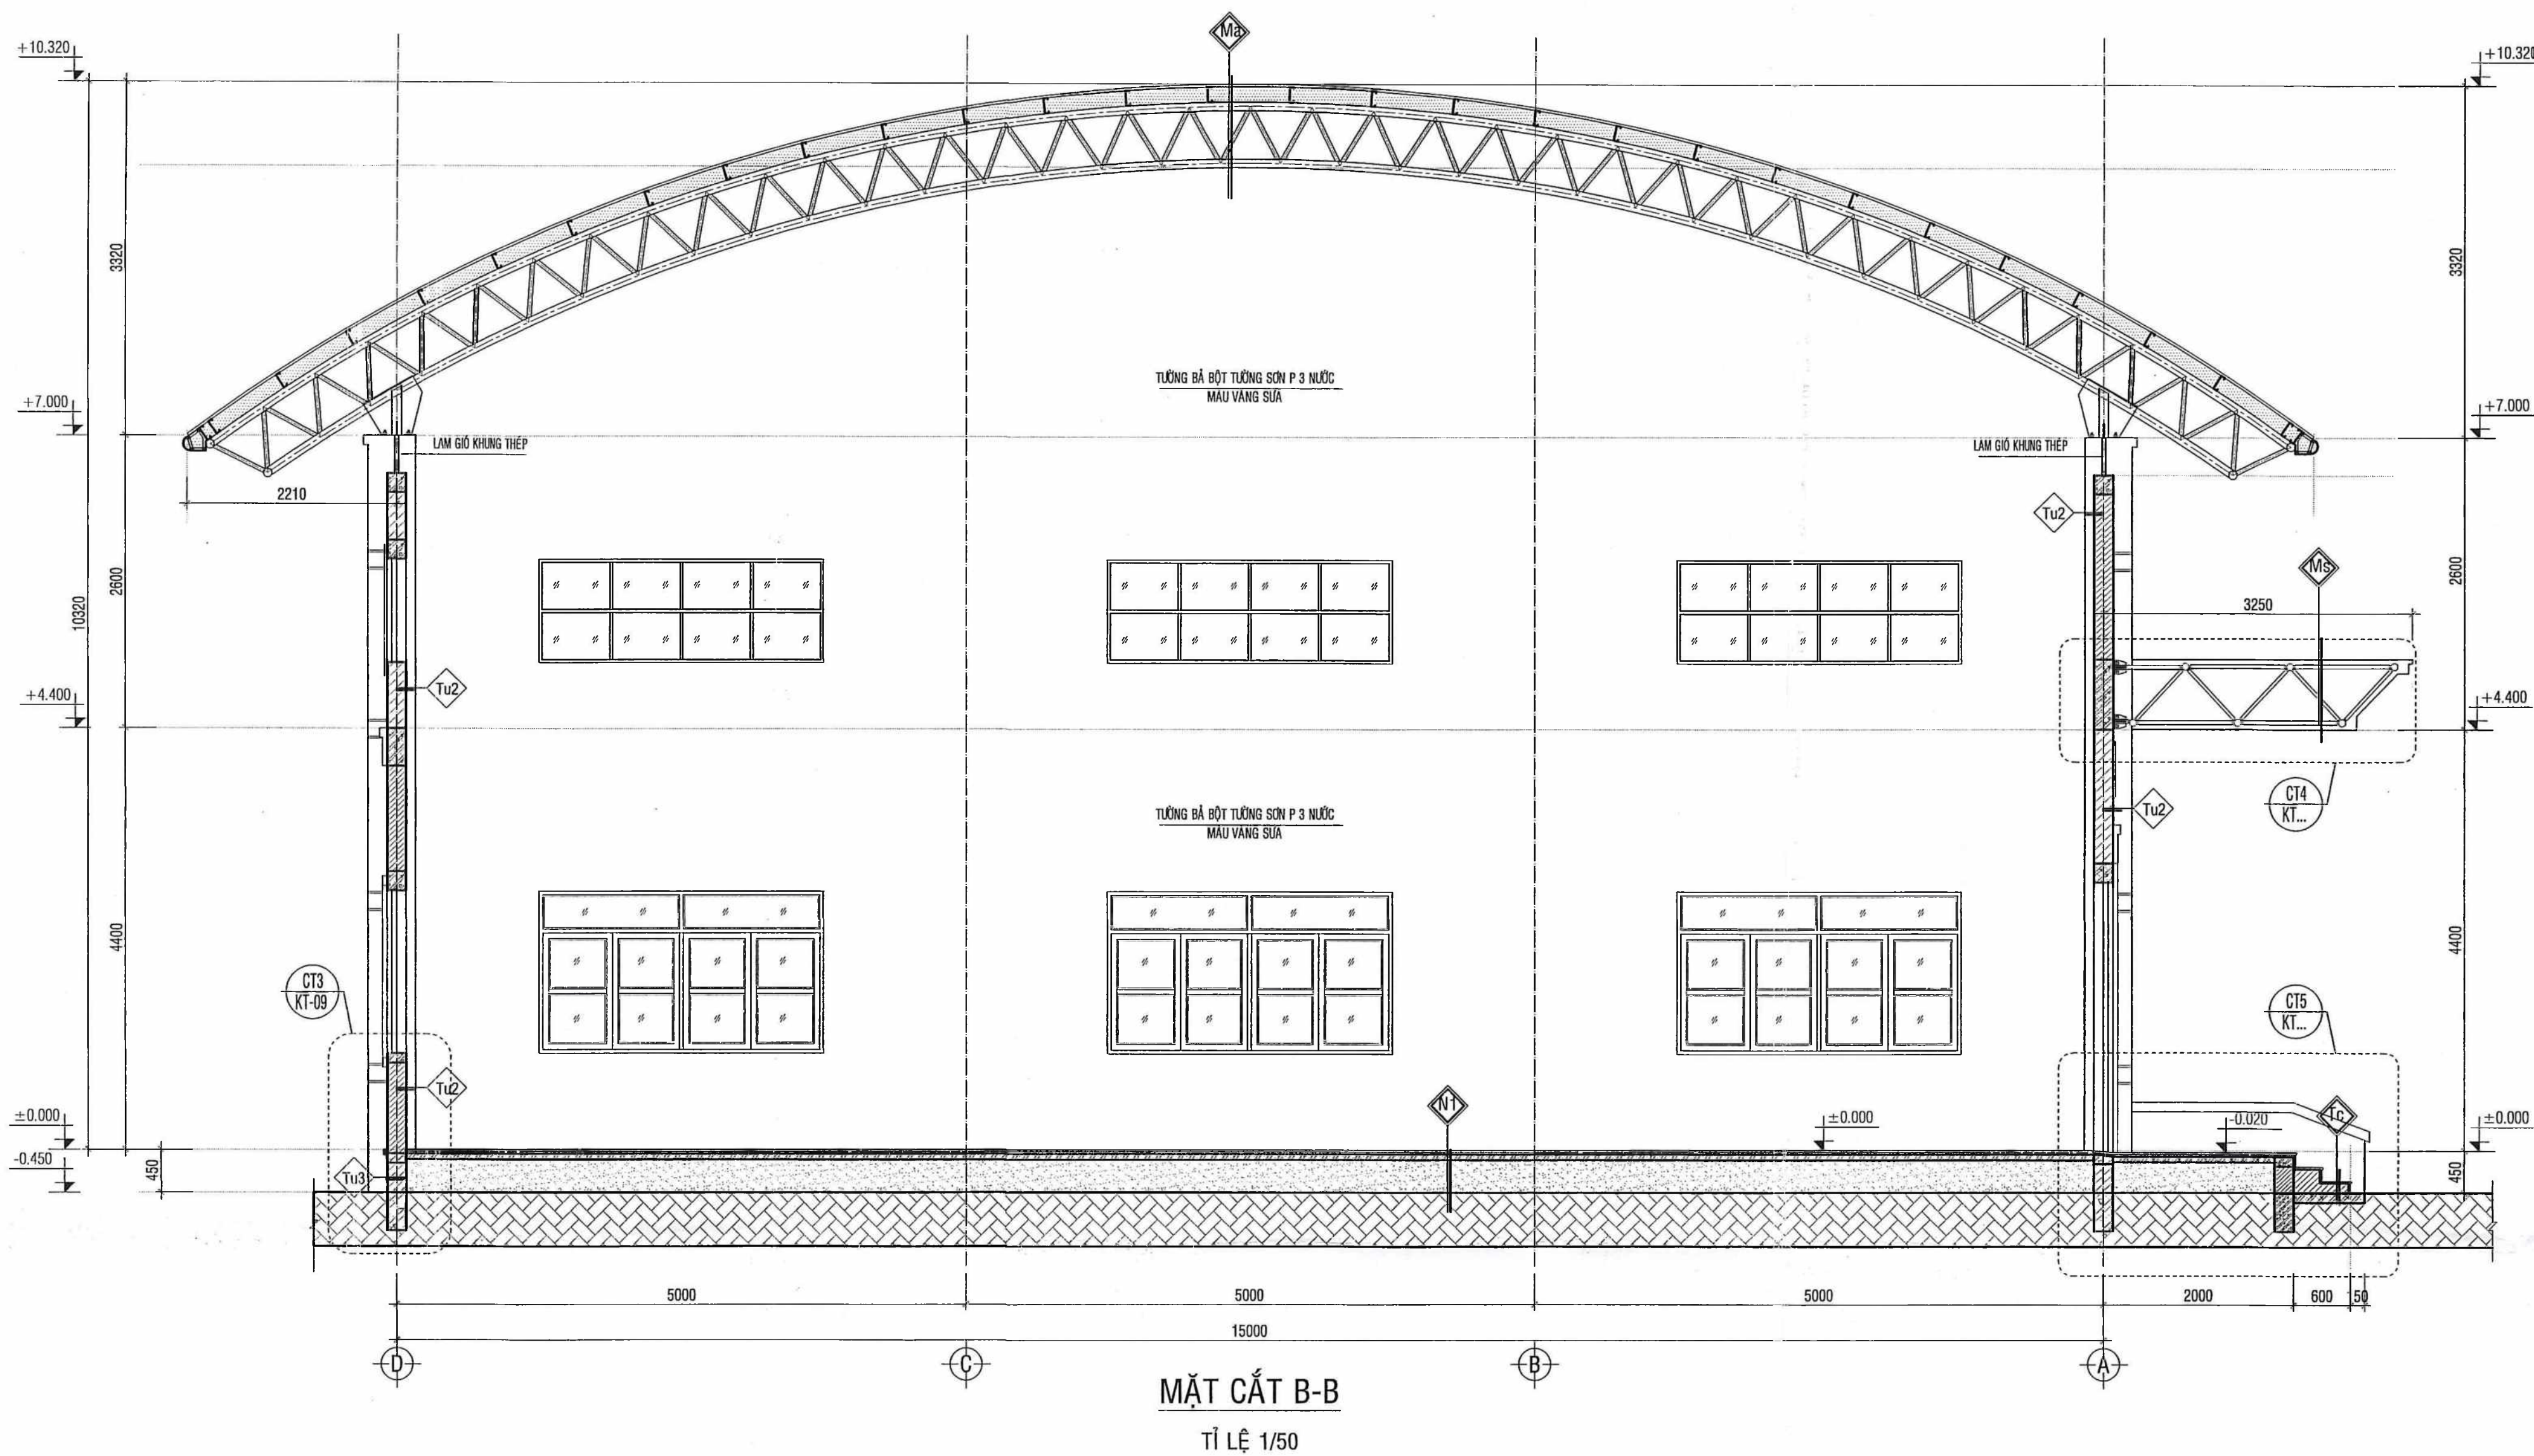 Ma
+10.320
+10.320
3320
3320
TƯỜNG BẢ BỘT TƯỜNG SƠN P 3 NƯỚC
MÀU VÀNG SỮA
+7.000
+7.000
LAM GIÓ KHUNG THÉP
LAM GIÓ KHUNG THÉP
2210
Tu2
Ms
2600
2600
10320
3250
Tu2
+4.400
+4.400
CT4
KT...
Tu2
TƯỜNG BẢ BỘT TƯỜNG SƠN P 3 NƯỚC
MÀU VÀNG SỮA
4400
4400
CT3
KT-09
CT5
KT...
Tu2
N1
Tc
±0.000
±0.000
-0.020
±0.000
-0.450
450
450
Tu3
5000
5000
5000
2000
600
50
15000
D
C
B
A
MẶT CẮT B-B
TỈ LỆ 1/50